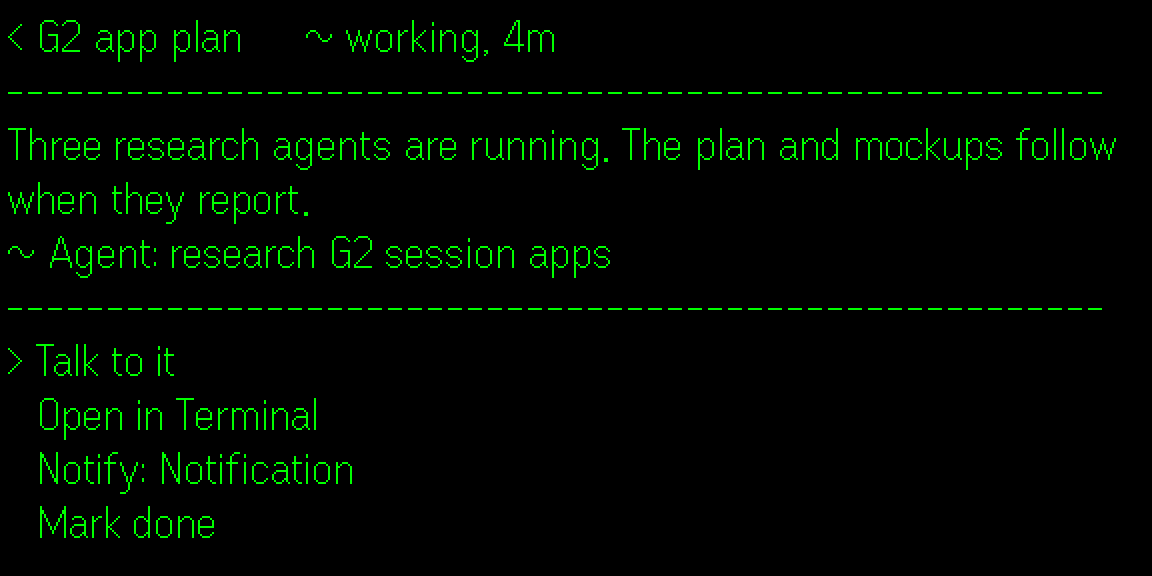 < G2 app plan ~ working, 4m
--------------------------------------------------------
Three research agents are running. The plan and mockups follow
when they report.
~ Agent: research G2 session apps
--------------------------------------------------------
> Talk to it
Open in Terminal
Notify: Notification
Mark done